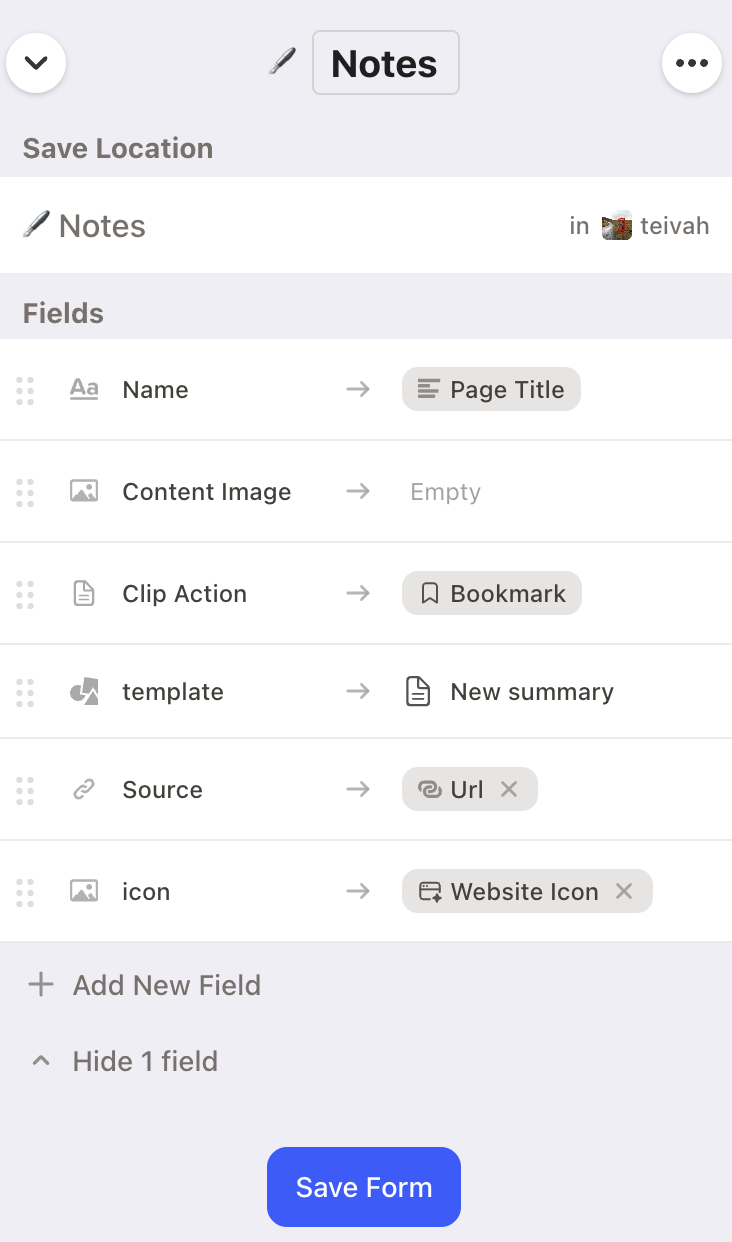 Notes
Save Location
Notes in teivah
Fields
Aa Name → Page Title
Content Image → Empty
Clip Action → Bookmark
template → New summary
Source → Url
icon → Website Icon
Add New Field
Hide 1 field
Save Form